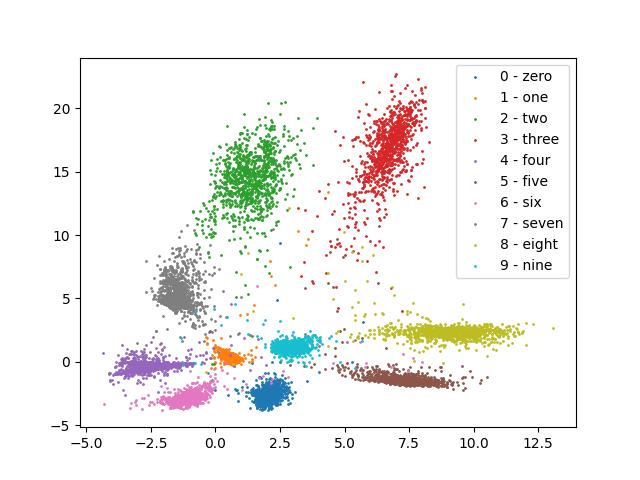 20
15
10
5
0
−5
−5.0
−2.5
0.0
2.5
5.0
7.5
10.0
12.5
0 - zero
1 - one
2 - two
3 - three
4 - four
5 - five
6 - six
7 - seven
8 - eight
9 - nine